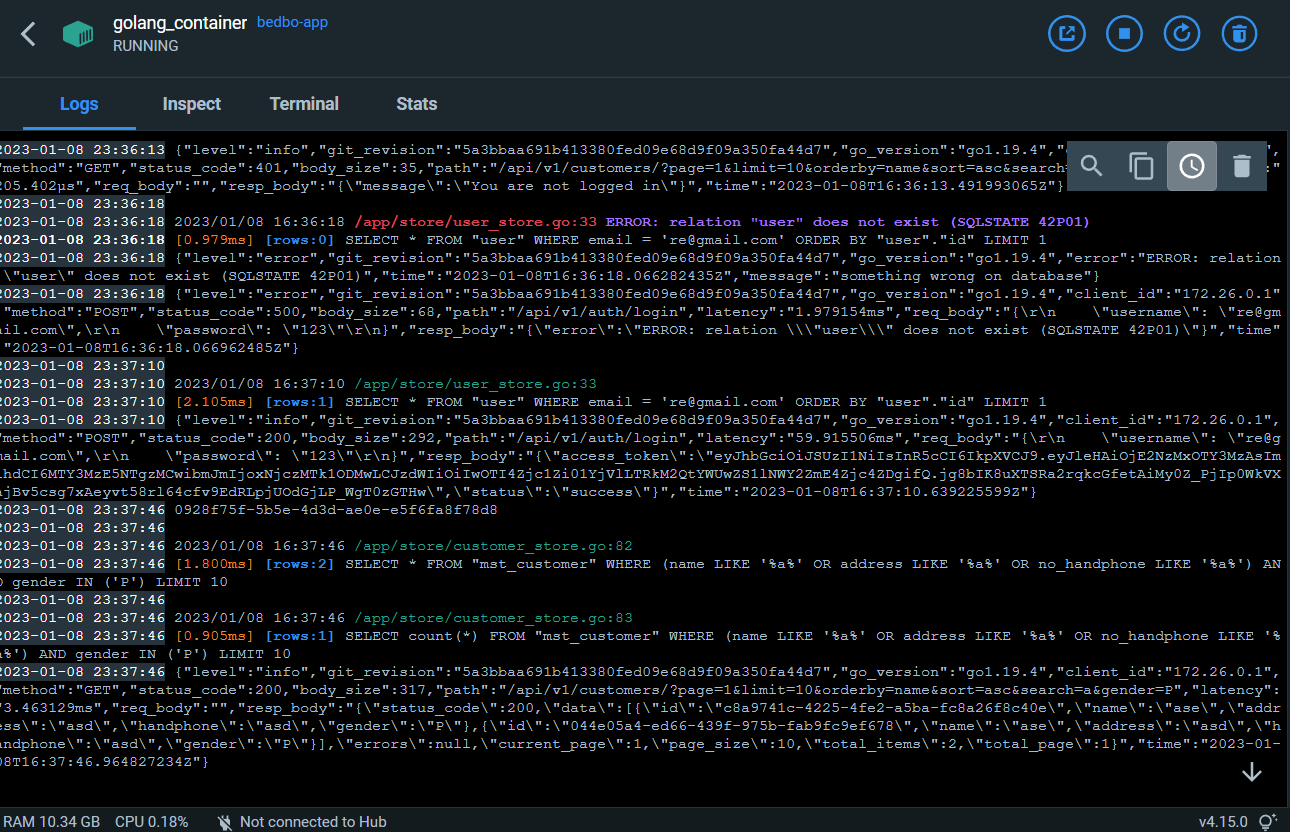 golang_container bedbo-app
RUNNING
Logs Inspect Terminal Stats
2023-01-08 23:36:13 {"level":"info","git_revision":"5a3bbaa691b413380fed09e68d9f09a350fa44d7","go_version":"go1.19.4","
"method":"GET","status_code":401,"body_size":35,"path":"/api/v1/customers/?page=1&limit=10&orderby=name&sort=asc&search
205.402µs","req_body":"","resp_body":"{\"message\":\"You are not logged in\"}","time":"2023-01-08T16:36:13.491993065Z"}
2023-01-08 23:36:18
2023-01-08 23:36:18 2023/01/08 16:36:18 /app/store/user_store.go:33 ERROR: relation "user" does not exist (SQLSTATE 42P01)
2023-01-08 23:36:18 [0.979ms] [rows:0] SELECT * FROM "user" WHERE email = 're@gmail.com' ORDER BY "user"."id" LIMIT 1
2023-01-08 23:36:18 {"level":"error","git_revision":"5a3bbaa691b413380fed09e68d9f09a350fa44d7","go_version":"go1.19.4","error":"ERROR: relation
\"user\" does not exist (SQLSTATE 42P01)","time":"2023-01-08T16:36:18.066282435Z","message":"something wrong on database"}
2023-01-08 23:36:18 {"level":"error","git_revision":"5a3bbaa691b413380fed09e68d9f09a350fa44d7","go_version":"go1.19.4","client_id":"172.26.0.1"
"method":"POST","status_code":500,"body_size":68,"path":"/api/v1/auth/login","latency":"1.979154ms","req_body":"{\r\n    \"username\": \"re@gm
ail.com\",\r\n    \"password\": \"123\"\r\n}","resp_body":"{\"error\":\"ERROR: relation \\\"user\\\" does not exist (SQLSTATE 42P01)\"}","time"
"2023-01-08T16:36:18.066962485Z"}
2023-01-08 23:37:10
2023-01-08 23:37:10 2023/01/08 16:37:10 /app/store/user_store.go:33
2023-01-08 23:37:10 [2.105ms] [rows:1] SELECT * FROM "user" WHERE email = 're@gmail.com' ORDER BY "user"."id" LIMIT 1
2023-01-08 23:37:10 {"level":"info","git_revision":"5a3bbaa691b413380fed09e68d9f09a350fa44d7","go_version":"go1.19.4","client_id":"172.26.0.1",
"method":"POST","status_code":200,"body_size":292,"path":"/api/v1/auth/login","latency":"59.915506ms","req_body":"{\r\n    \"username\": \"re@g
mail.com\",\r\n    \"password\": \"123\"\r\n}","resp_body":"{\"access_token\":\"eyJhbGciOiJSUzI1NiIsInR5cCI6IkpXVCJ9.eyJleHAiOjE2NzMxOTY3MzAsIm
\",\"status\":\"success\"}","time":"2023-01-08T16:37:10.639225599Z"}
2023-01-08 23:37:46 0928f75f-5b5e-4d3d-ae0e-e5f6fa8f78d8
2023-01-08 23:37:46
2023-01-08 23:37:46 2023/01/08 16:37:46 /app/store/customer_store.go:82
2023-01-08 23:37:46 [1.800ms] [rows:2] SELECT * FROM "mst_customer" WHERE (name LIKE '%a%' OR address LIKE '%a%' OR no_handphone LIKE '%a%') AN
D gender IN ('P') LIMIT 10
2023-01-08 23:37:46
2023-01-08 23:37:46 2023/01/08 16:37:46 /app/store/customer_store.go:83
2023-01-08 23:37:46 [0.905ms] [rows:1] SELECT count(*) FROM "mst_customer" WHERE (name LIKE '%a%' OR address LIKE '%a%' OR no_handphone LIKE '%
a%') AND gender IN ('P') LIMIT 10
2023-01-08 23:37:46 {"level":"info","git_revision":"5a3bbaa691b413380fed09e68d9f09a350fa44d7","go_version":"go1.19.4","client_id":"172.26.0.1",
"method":"GET","status_code":200,"body_size":317,"path":"/api/v1/customers/?page=1&limit=10&orderby=name&sort=asc&search=a&gender=P","latency":
"3.463129ms","req_body":"","resp_body":"{\"status_code\":200,\"data\":[{\"id\":\"c8a9741c-4225-4fe2-a5ba-fc8a26f8c40e\",\"name\":\"ase\",\"addr
ess\":\"asd\",\"handphone\":\"asd\",\"gender\":\"P\"},{\"id\":\"044e05a4-ed66-439f-975b-fab9fc9ef678\",\"name\":\"ase\",\"address\":\"asd\",\"h
andphone\":\"asd\",\"gender\":\"P\"}],\"errors\":null,\"current_page\":1,\"page_size\":10,\"total_items\":2,\"total_page\":1}","time":"2023-01-
08T16:37:46.964827234Z"}
RAM 10.34 GB CPU 0.18% Not connected to Hub v4.15.0